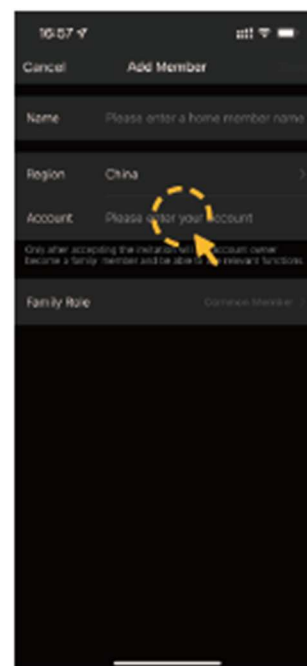 16:57
Cancel Add Member
Name Please enter a home member name
Region China
Account Please enter your account
Only after accepting the invitation will account owner
become a family member and be able to relevant functions
Family Role Common Member